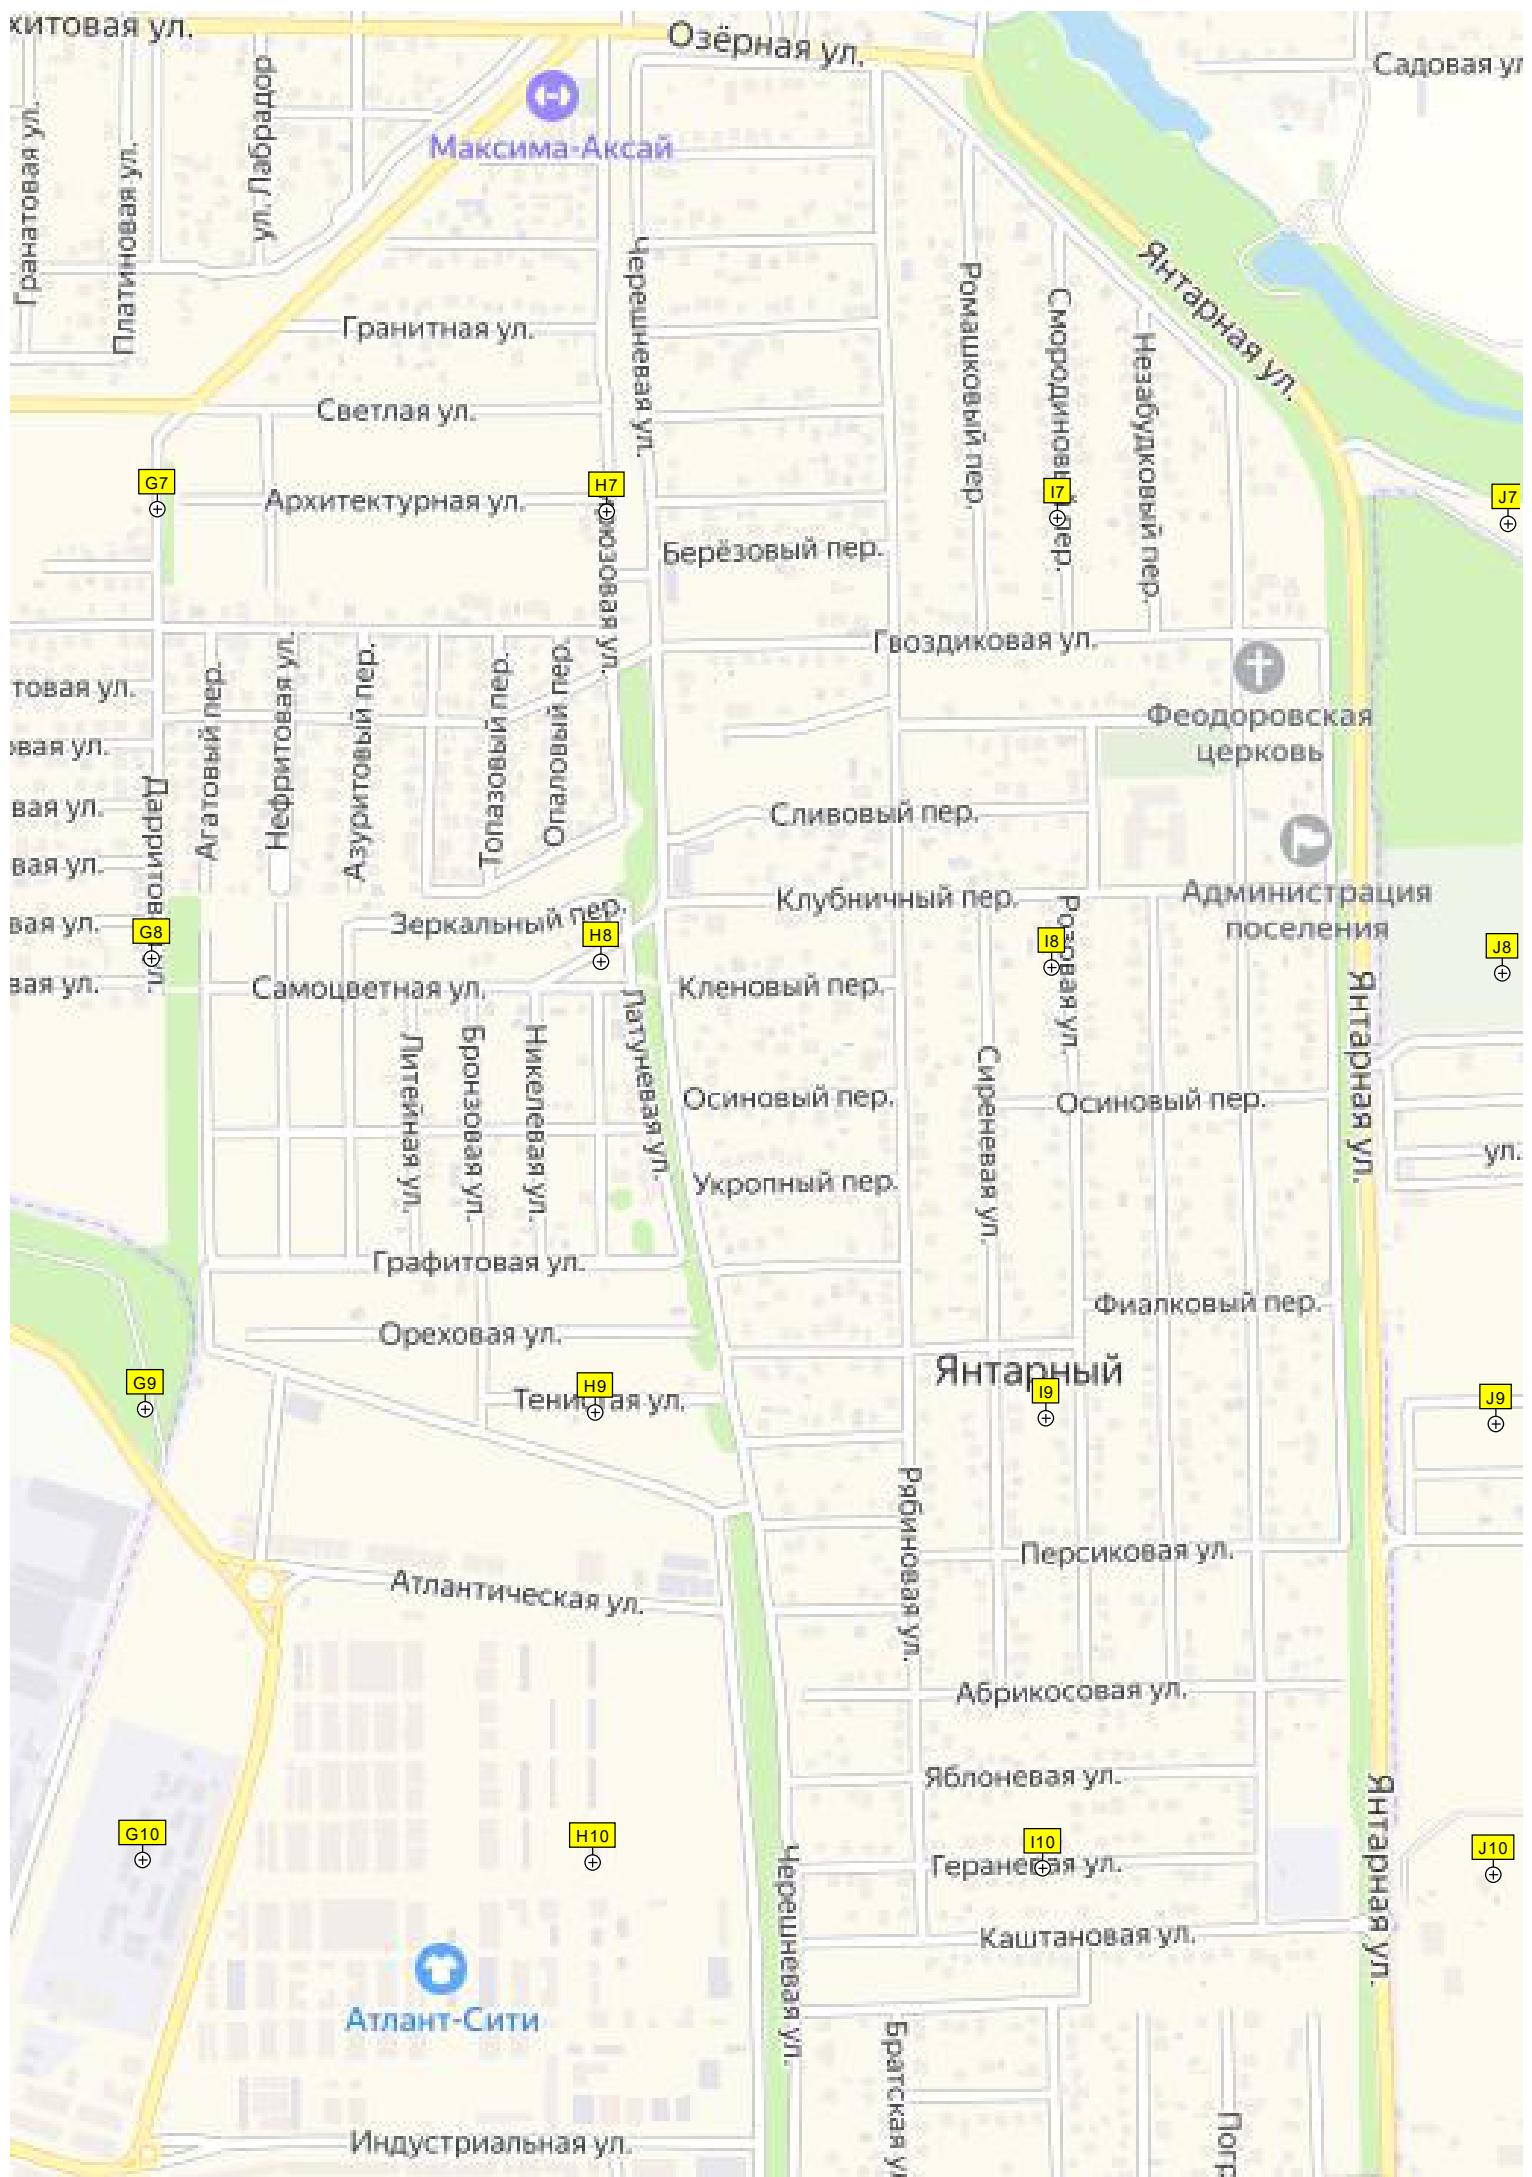 Озёрная ул.
Садовая
Гранатовая ул.
Платиновая ул.
ул. Лабрадор
Максима-Аксай
Черешневая ул.
Янтарная ул.
Ромашковый пер.
Незабудковый пер.
Гранитная ул.
Светлая ул.
G7
H7
I7
J7
Архитектурная ул.
Берёзовый пер.
Гвоздиковая ул.
Агатовый пер.
Нефритовая ул.
Азуритовый пер.
Топазовый пер.
Опаловый пер.
Феодоровская
церковь
Сливовый пер.
Клубничный пер.
Администрация
поселения
Зеркальный пер.
G8
H8
I8
J8
Самоцветная ул.
Кленовый пер.
Литейная ул.
Бронзовая ул.
Никелевая ул.
Латуневая ул.
Сиреневая ул.
Янтарная ул.
Осиновый пер.
Осиновый пер.
ул.
Укропный пер.
Графитовая ул.
Фиалковый пер.
Ореховая ул.
Янтарный
G9
H9
I9
J9
Рябиновая ул.
Персиковая ул.
Атлантическая ул.
Абрикосовая ул.
Яблоневая ул.
Янтарная ул.
G10
H10
I10
J10
Гераневая ул.
Черешневая ул.
Каштановая ул.
Атлант-Сити
Братская
Индустриальная ул.